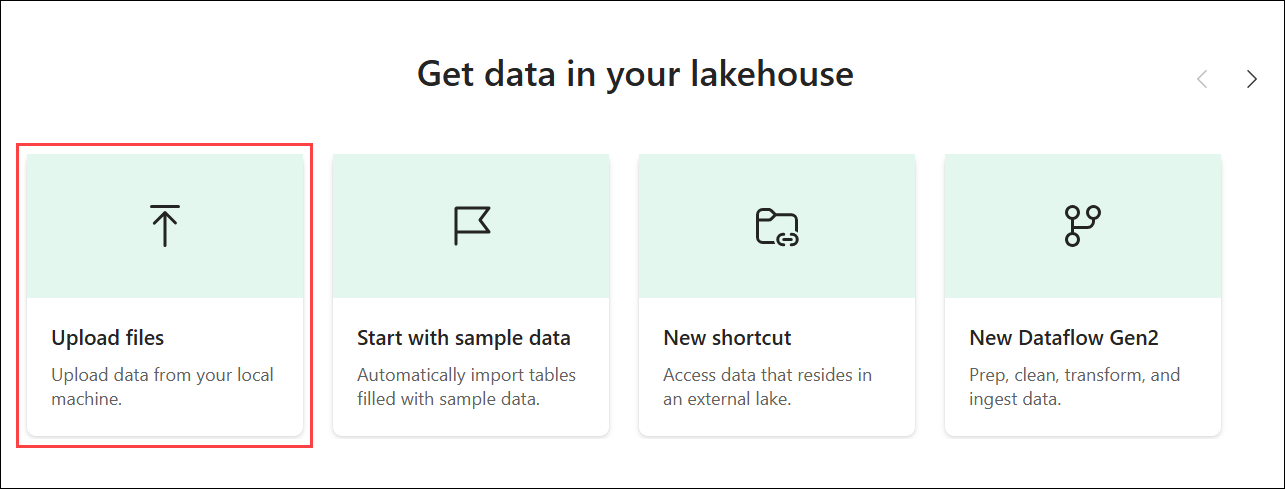 Get data in your lakehouse
Upload files
Upload data from your local
machine.
Start with sample data
Automatically import tables
filled with sample data.
New shortcut
Access data that resides in
an external lake.
New Dataflow Gen2
Prep, clean, transform, and
ingest data.